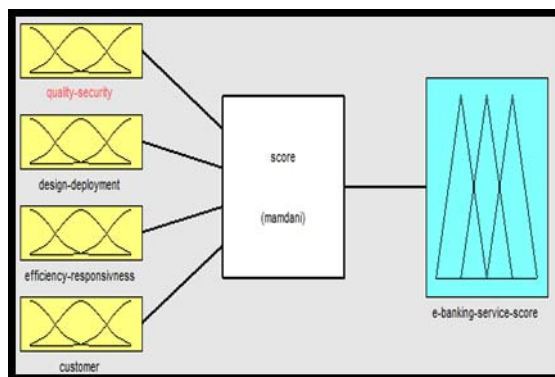 quality-security
design-deployment
efficiency-responsivness
customer
score
(mamdani)
e-banking-service-score